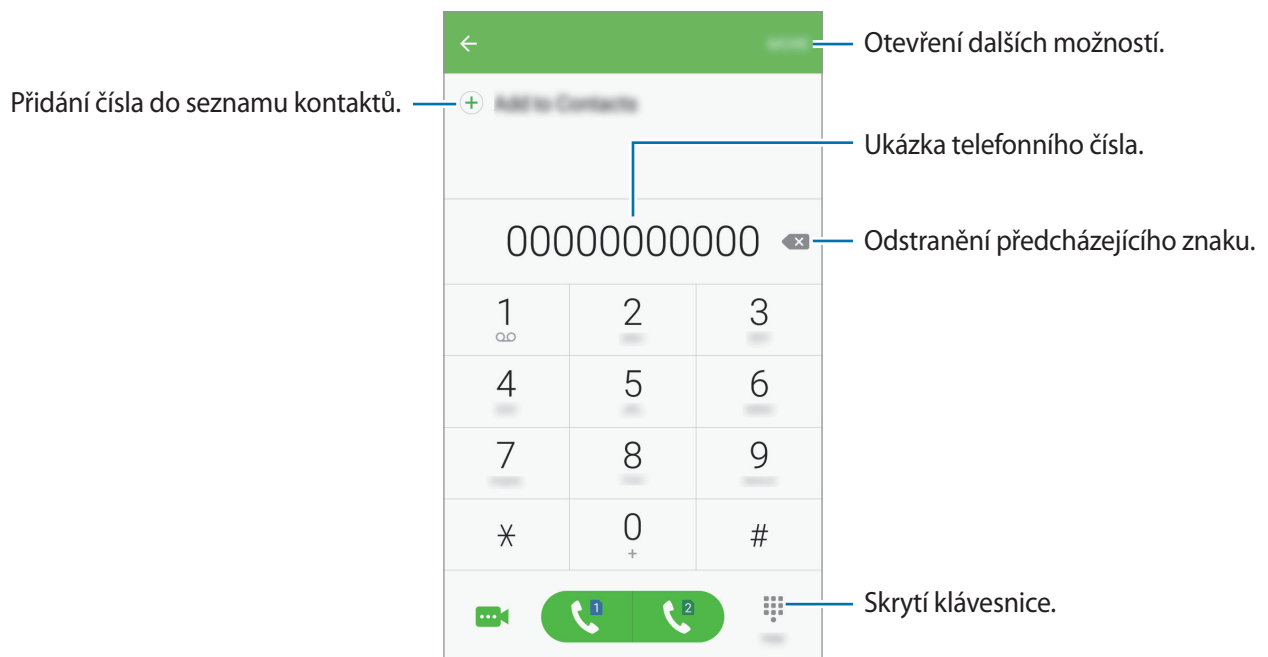 Otevření dalších možností.
Přidání čísla do seznamu kontaktů.
Add to Contacts
Ukázka telefonního čísla.
00000000000
Odstranění předcházejícího znaku.
1 2 3
4 5 6
7 8 9
* 0 #
+
1 2
Skrytí klávesnice.